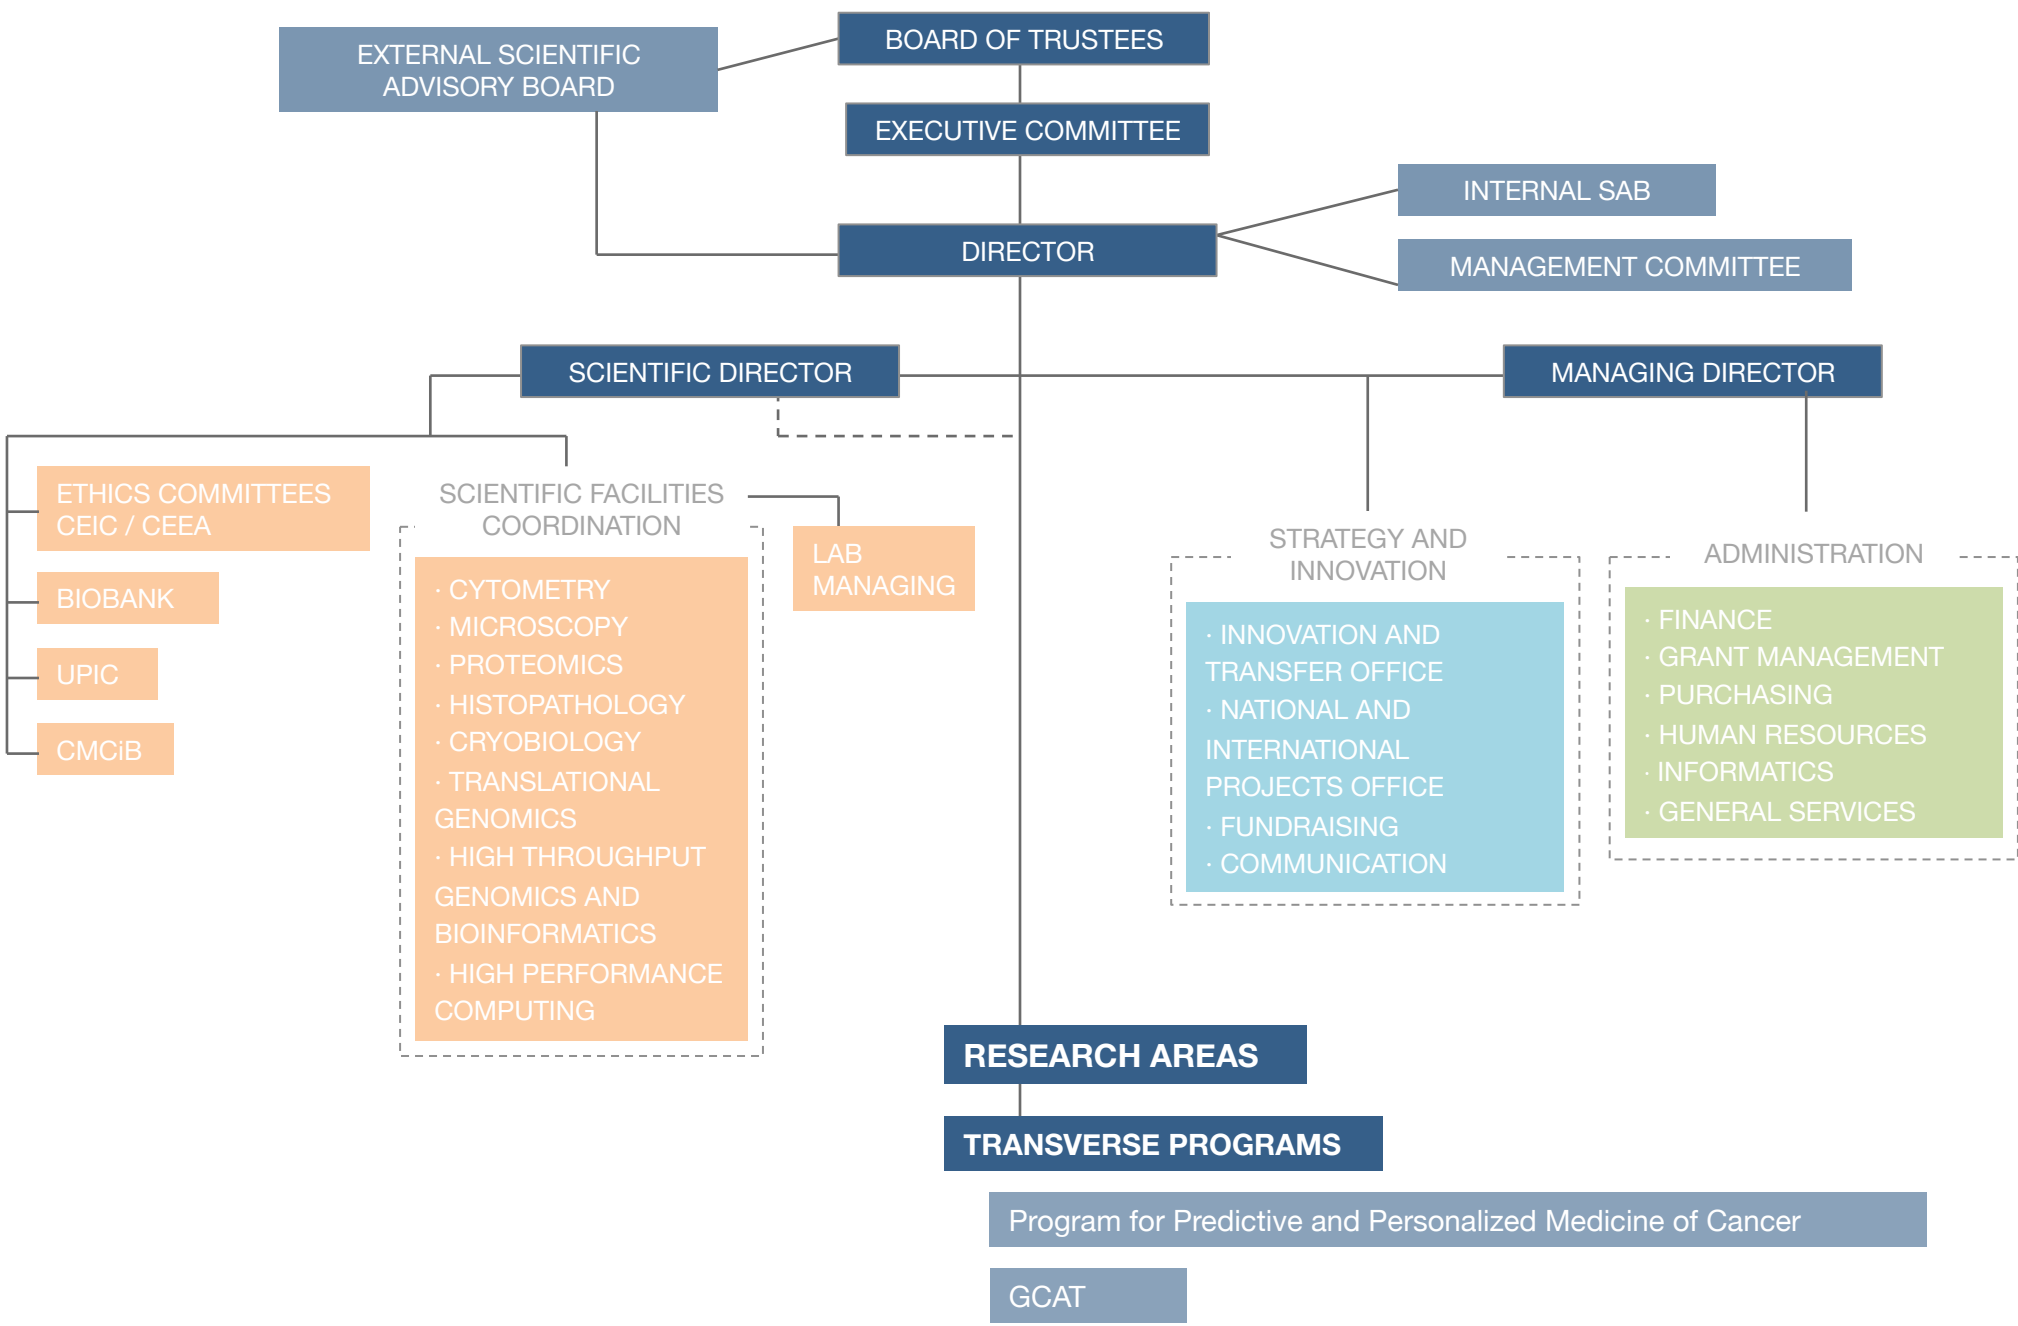 EXTERNAL SCIENTIFIC
ADVISORY BOARD
BOARD OF TRUSTEES
EXECUTIVE COMMITTEE
INTERNAL SAB
DIRECTOR
MANAGEMENT COMMITTEE
SCIENTIFIC DIRECTOR
MANAGING DIRECTOR
ETHICS COMMITTEES
CEIC / CEEA
BIOBANK
UPIC
CMCiB
SCIENTIFIC FACILITIES
COORDINATION
· CYTOMETRY
· MICROSCOPY
· PROTEOMICS
· HISTOPATHOLOGY
· CRYOBIOLOGY
· TRANSLATIONAL
GENOMICS
· HIGH THROUGHPUT
GENOMICS AND
BIOINFORMATICS
· HIGH PERFORMANCE
COMPUTING
LAB
MANAGING
STRATEGY AND
INNOVATION
· INNOVATION AND
TRANSFER OFFICE
· NATIONAL AND
INTERNATIONAL
PROJECTS OFFICE
· FUNDRAISING
· COMMUNICATION
ADMINISTRATION
· FINANCE
· GRANT MANAGEMENT
· PURCHASING
· HUMAN RESOURCES
· INFORMATICS
· GENERAL SERVICES
RESEARCH AREAS
TRANSVERSE PROGRAMS
Program for Predictive and Personalized Medicine of Cancer
GCAT